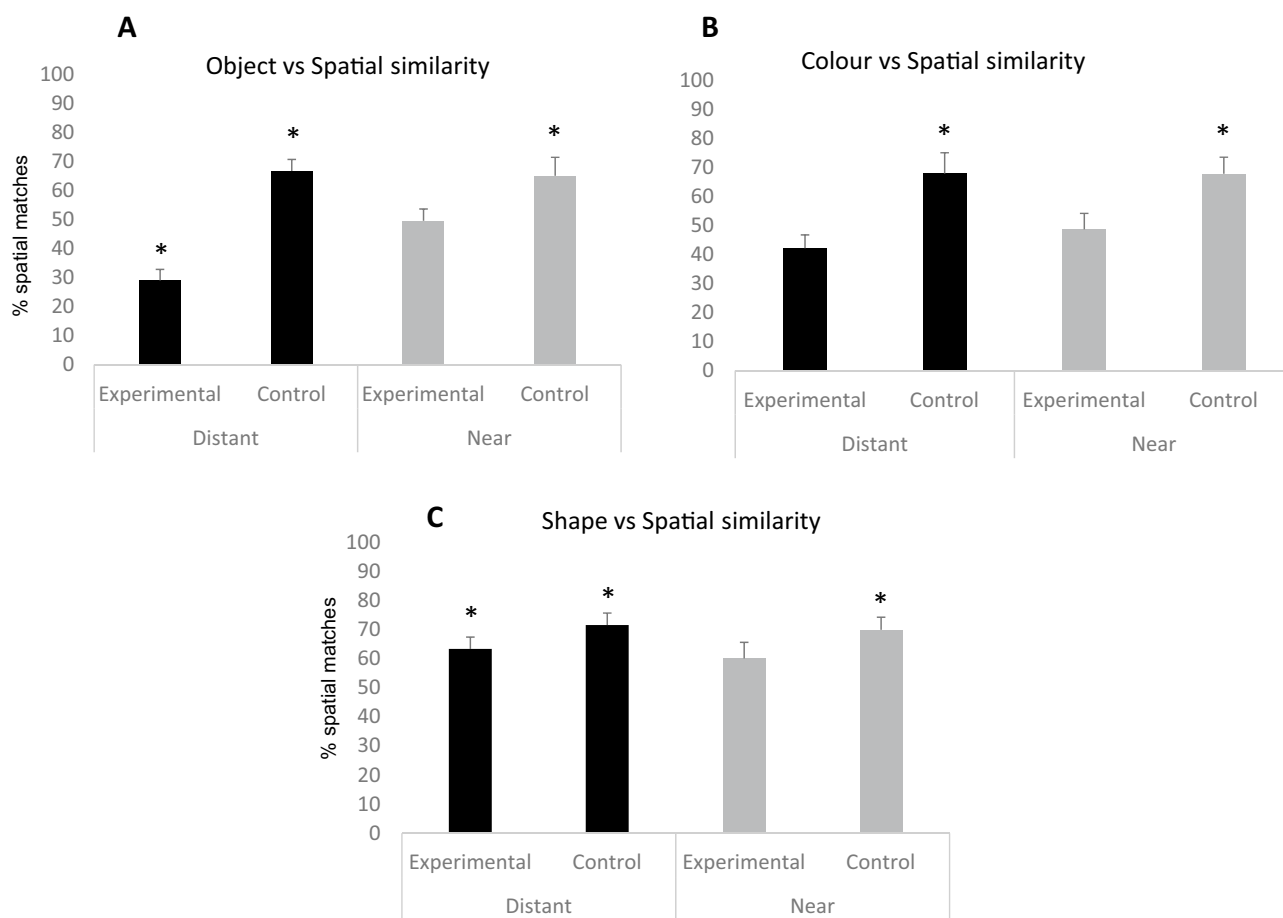 A
Object vs Spatial similarity
% spatial matches
100
90
80
70
60
50
40
30
20
10
0
*
*
*
Experimental Control Experimental Control
Distant Near
B
Colour vs Spatial similarity
100
90
80
70
60
50
40
30
20
10
0
*
*
Experimental Control Experimental Control
Distant Near
C
Shape vs Spatial similarity
% spatial matches
100
90
80
70
60
50
40
30
20
10
0
*
*
*
Experimental Control Experimental Control
Distant Near